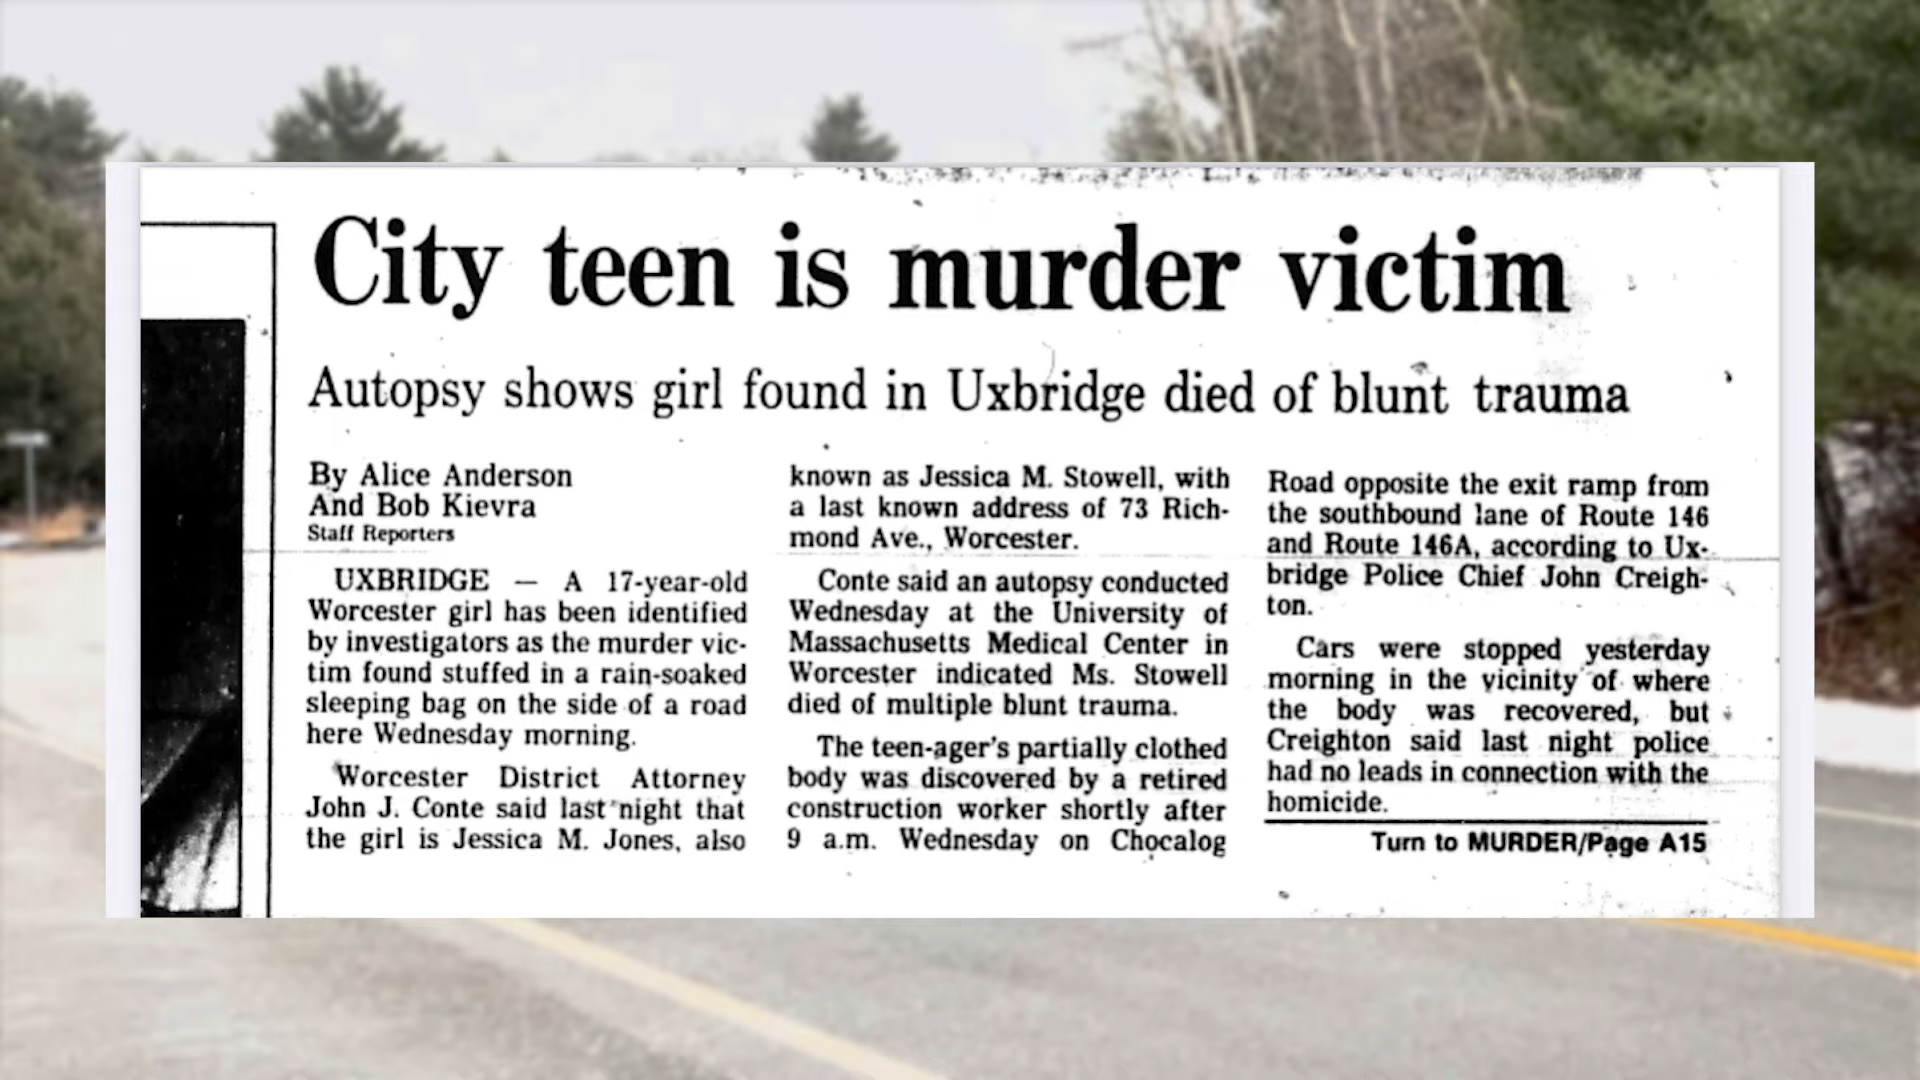 City teen is murder victim
Autopsy shows girl found in Uxbridge died of blunt trauma
By Alice Anderson
And Bob Kievra
Staff Reporters
UXBRIDGE — A 17-year-old
Worcester girl has been identified
by investigators as the murder vic-
tim found stuffed in a rain-soaked
sleeping bag on the side of a road
here Wednesday morning.
Worcester District Attorney
John J. Conte said last night that
the girl is Jessica M. Jones, also
known as Jessica M. Stowell, with
a last known address of 73 Rich-
mond Ave., Worcester.
Conte said an autopsy conducted
Wednesday at the University of
Massachusetts Medical Center in
Worcester indicated Ms. Stowell
died of multiple blunt trauma.
The teen-ager's partially clothed
body was discovered by a retired
construction worker shortly after
9 a.m. Wednesday on Chocalog
Road opposite the exit ramp from
the southbound lane of Route 146
and Route 146A, according to Ux-
bridge Police Chief John Creigh-
ton.
Cars were stopped yesterday
morning in the vicinity of where
the body was recovered, but
Creighton said last night police
had no leads in connection with the
homicide.
Turn to MURDER/Page A15